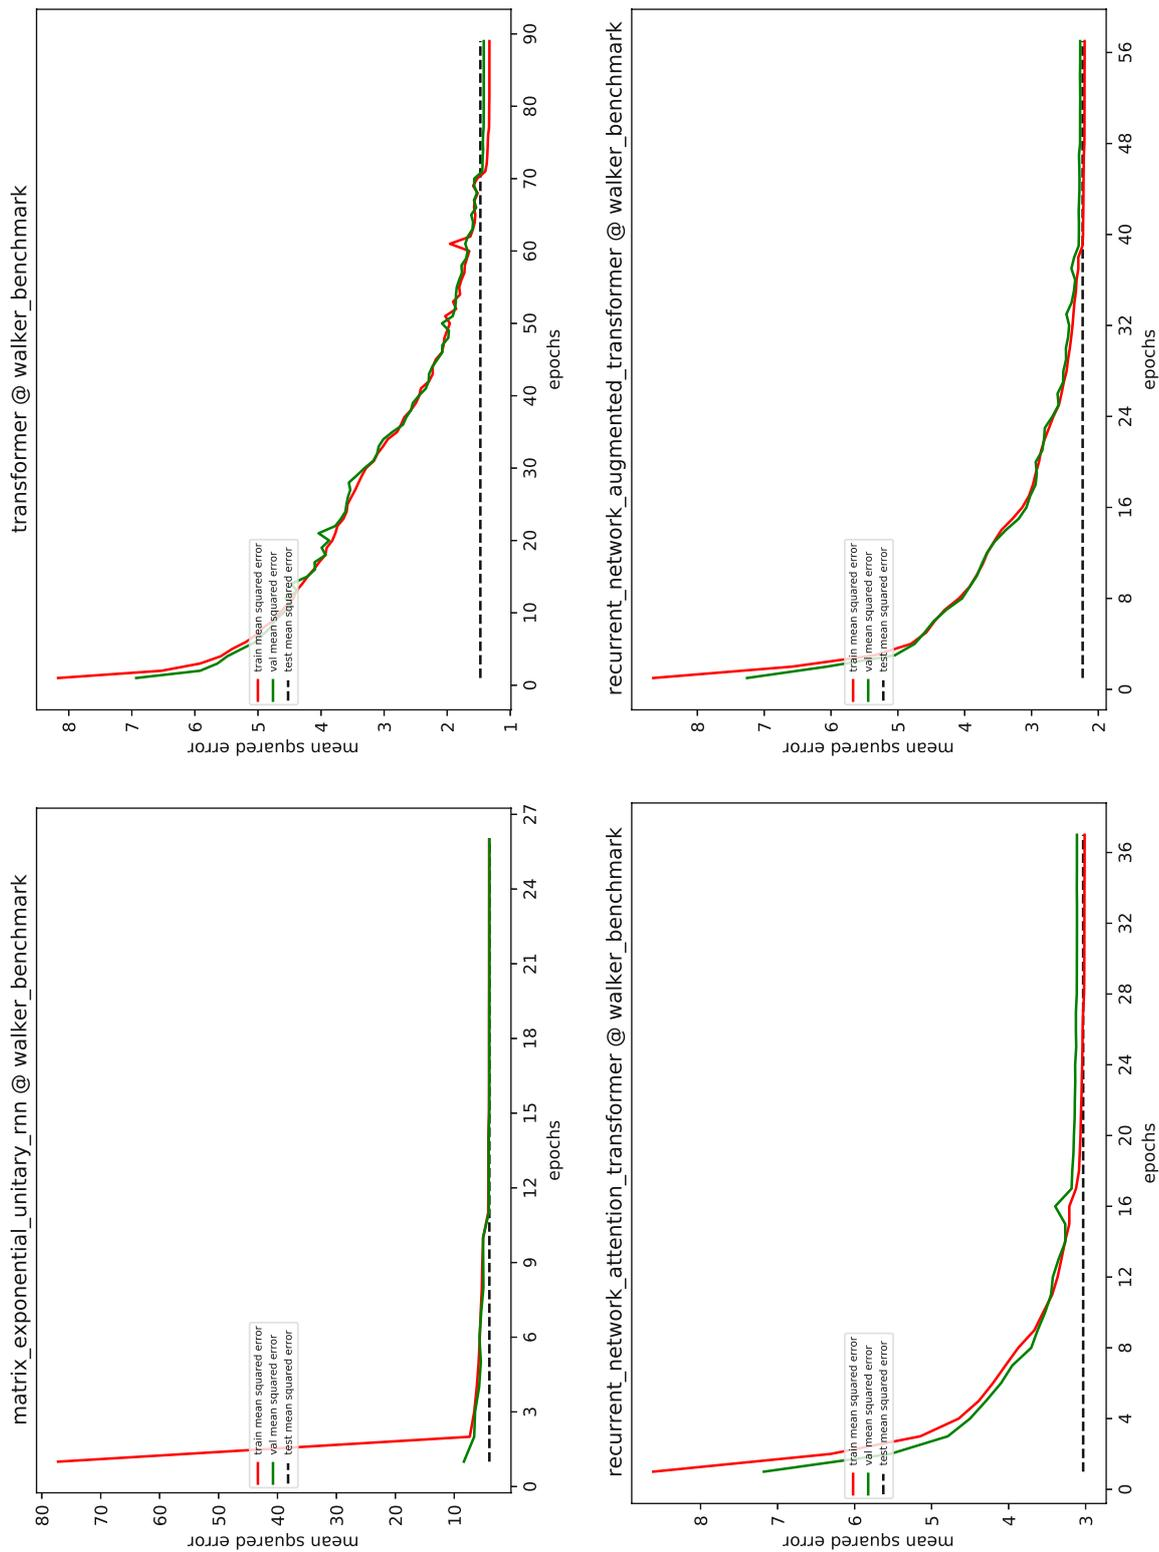 matrix_exponential_unitary_rnn @ walker_benchmark
mean squared error
80
70
60
50
40
30
20
10
train mean squared error
val mean squared error
test mean squared error
0 3 6 9 12 15 18 21 24 27
epochs
transformer @ walker_benchmark
mean squared error
8
7
6
5
4
3
2
1
train mean squared error
val mean squared error
test mean squared error
0 10 20 30 40 50 60 70 80 90
epochs
recurrent_network_attention_transformer @ walker_benchmark
mean squared error
8
7
6
5
4
3
train mean squared error
val mean squared error
test mean squared error
0 4 8 12 16 20 24 28 32 36
epochs
recurrent_network_augmented_transformer @ walker_benchmark
mean squared error
8
7
6
5
4
3
2
train mean squared error
val mean squared error
test mean squared error
0 8 16 24 32 40 48 56
epochs